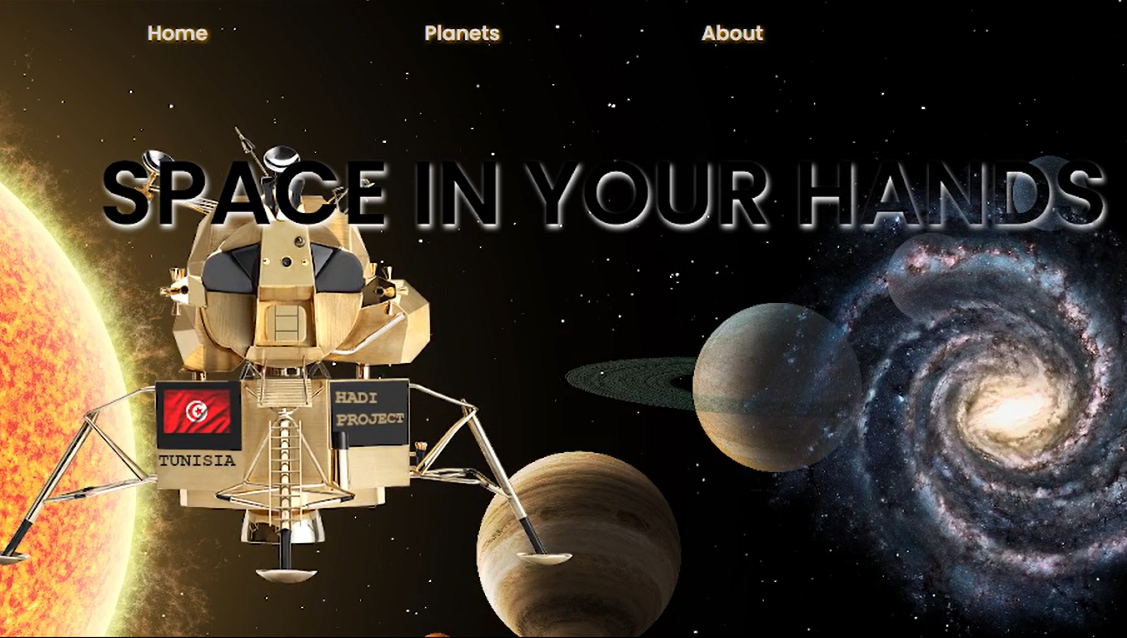 Home Planets About
SPACE IN YOUR HANDS
HADI
PROJECT
TUNISIA